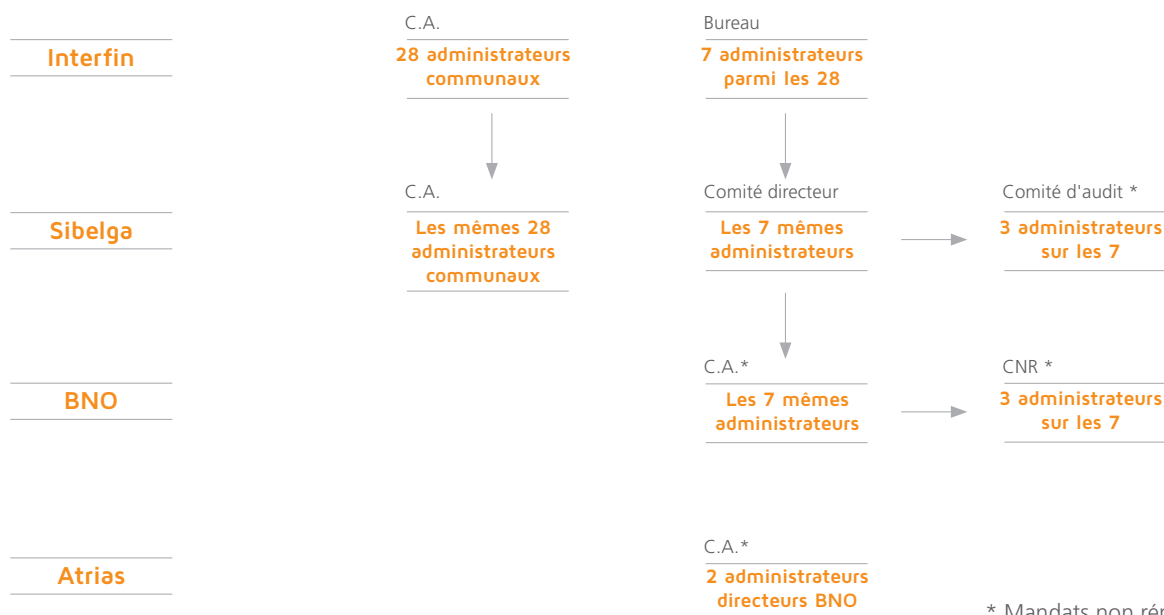 C.A.
Bureau
Interfin
28 administrateurs
communaux
7 administrateurs
parmi les 28
C.A.
Comité directeur
Comité d'audit *
Sibelga
Les mêmes 28
administrateurs
communaux
Les 7 mêmes
administrateurs
3 administrateurs
sur les 7
C.A.*
CNR *
BNO
Les 7 mêmes
administrateurs
3 administrateurs
sur les 7
C.A.*
Atrias
2 administrateurs
directeurs BNO
* Mandats non